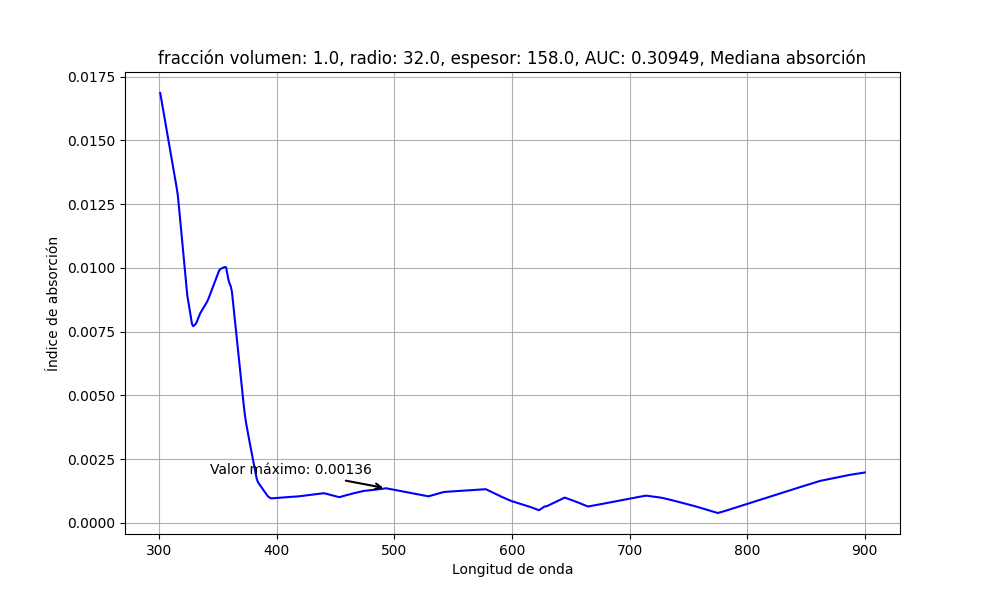 fracción volumen: 1.0, radio: 32.0, espesor: 158.0, AUC: 0.30949, Mediana absorción
0.0175
0.0150
0.0125
0.0100
0.0075
0.0050
0.0025
0.0000
Índice de absorción
Valor máximo: 0.00136
300 400 500 600 700 800 900
Longitud de onda